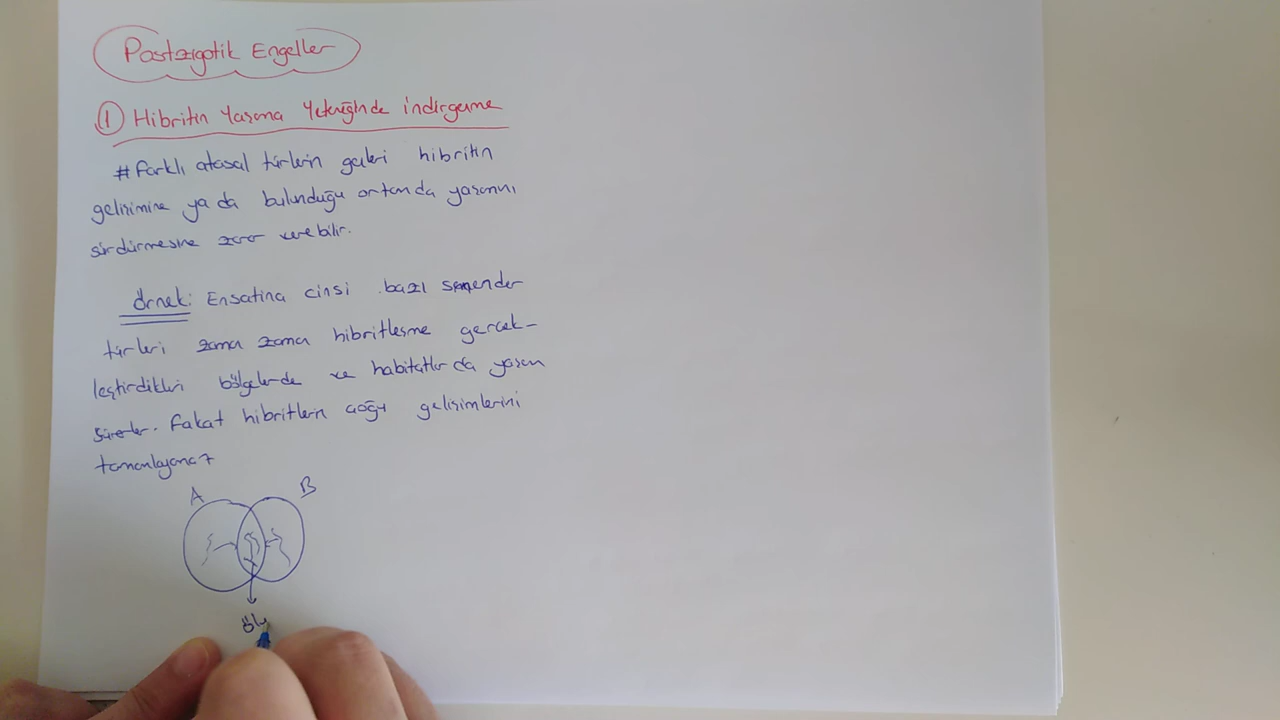 Postzigotik Engeller
① Hibritin Yaşama Yeteneğinde indirgenme
# Farklı atasal türlerin genleri hibritin
gelişimine ya da bulunduğu ortamda yaşamını
sürdürmesine zarar verebilir.
Örnek: Ensatina cinsi bazı semender
türleri zaman zaman hibritleşme gerçek-
leştirdikleri bölgelerde ve habitatlarda yaşam
sürerler. Fakat hibritlerin çoğu gelişimlerini
tamamlayamaz
A B